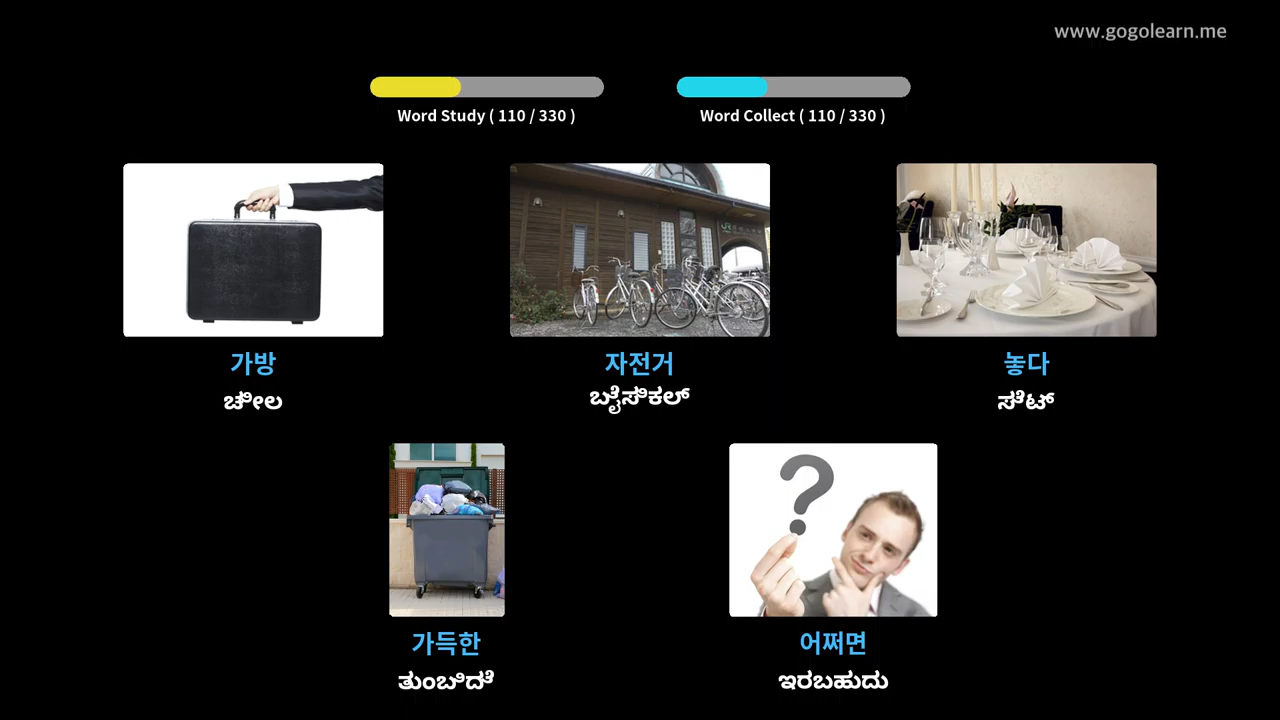 www.gogolearn.me
Word Study ( 110 / 330 )
Word Collect ( 110 / 330 )
가방
ಚೀಲ
자전거
ಬೈಸಿಕಲ್
놓다
ಸೆಟ್
가득한
ತುಂಬಿದೆ
어쩌면
ಇರಬಹುದು